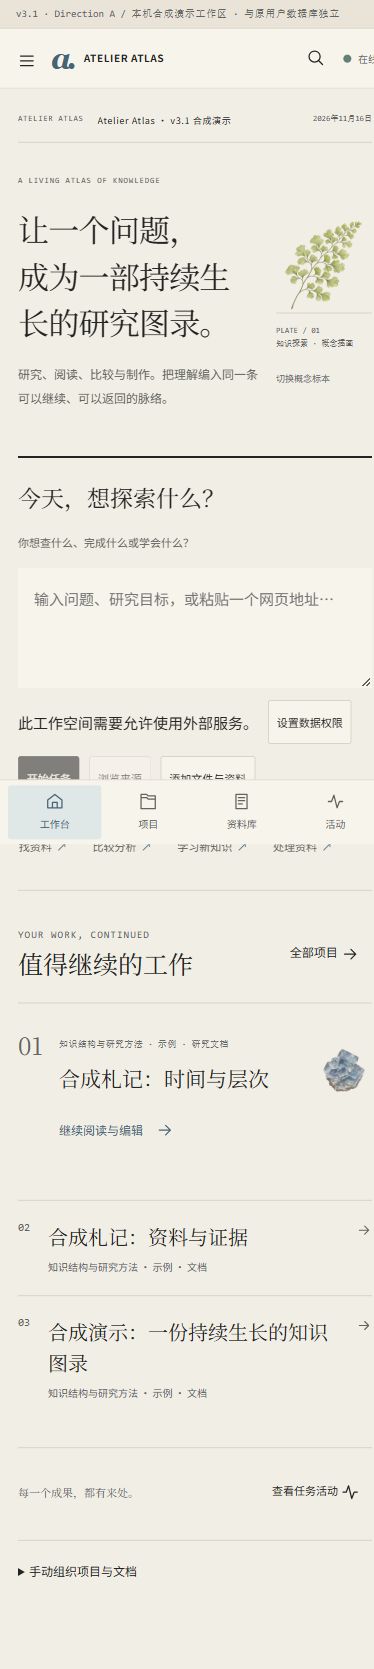 v3.1 · Direction A / 本机合成演示工作区 · 与原用户数据库独立
a. ATELIER ATLAS
ATELIER ATLAS Atelier Atlas · v3.1 合成演示 2026年11月16日
A LIVING ATLAS OF KNOWLEDGE
让一个问题，
成为一部持续生
长的研究图录。
PLATE / 01
知识探索 · 概念插画
切换概念标本
研究、阅读、比较与制作。把理解编入同一条
可以继续、可以返回的脉络。
今天，想探索什么？
你想查什么、完成什么或学会什么？
输入问题、研究目标，或粘贴一个网页地址…
此工作空间需要允许使用外部服务。 设置数据权限
开始任务 浏览来源 添加文件与资料
工作台 项目 资料库 活动
找资料 ↗ 比较分析 ↗ 学习新知识 ↗ 处理资料 ↗
YOUR WORK, CONTINUED
值得继续的工作 全部项目 →
01 知识结构与研究方法 · 示例 · 研究文档
合成札记：时间与层次
继续阅读与编辑 →
02 合成札记：资料与证据 →
知识结构与研究方法 · 示例 · 文档
03 合成演示：一份持续生长的知识 →
图录
知识结构与研究方法 · 示例 · 文档
每一个成果，都有来处。 查看任务活动
▶ 手动组织项目与文档